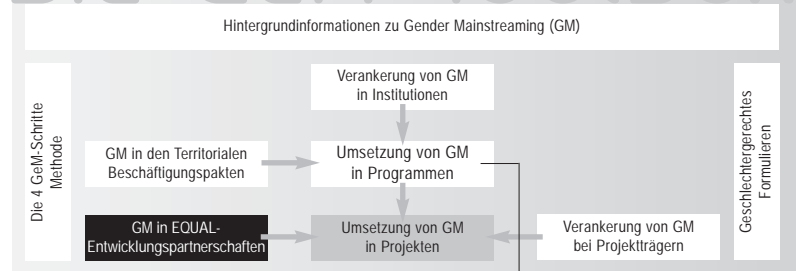 Hintergrundinformationen zu Gender Mainstreaming (GM)
Die 4 GeM-Schritte
Methode
Verankerung von GM
in Institutionen
GM in den Territorialen
Beschäftigungspakten
Umsetzung von GM
in Programmen
GM in EQUAL-
Entwicklungspartnerschaften
Umsetzung von GM
in Projekten
Verankerung von GM
bei Projektträgern
Geschlechtergerechtes
Formulieren